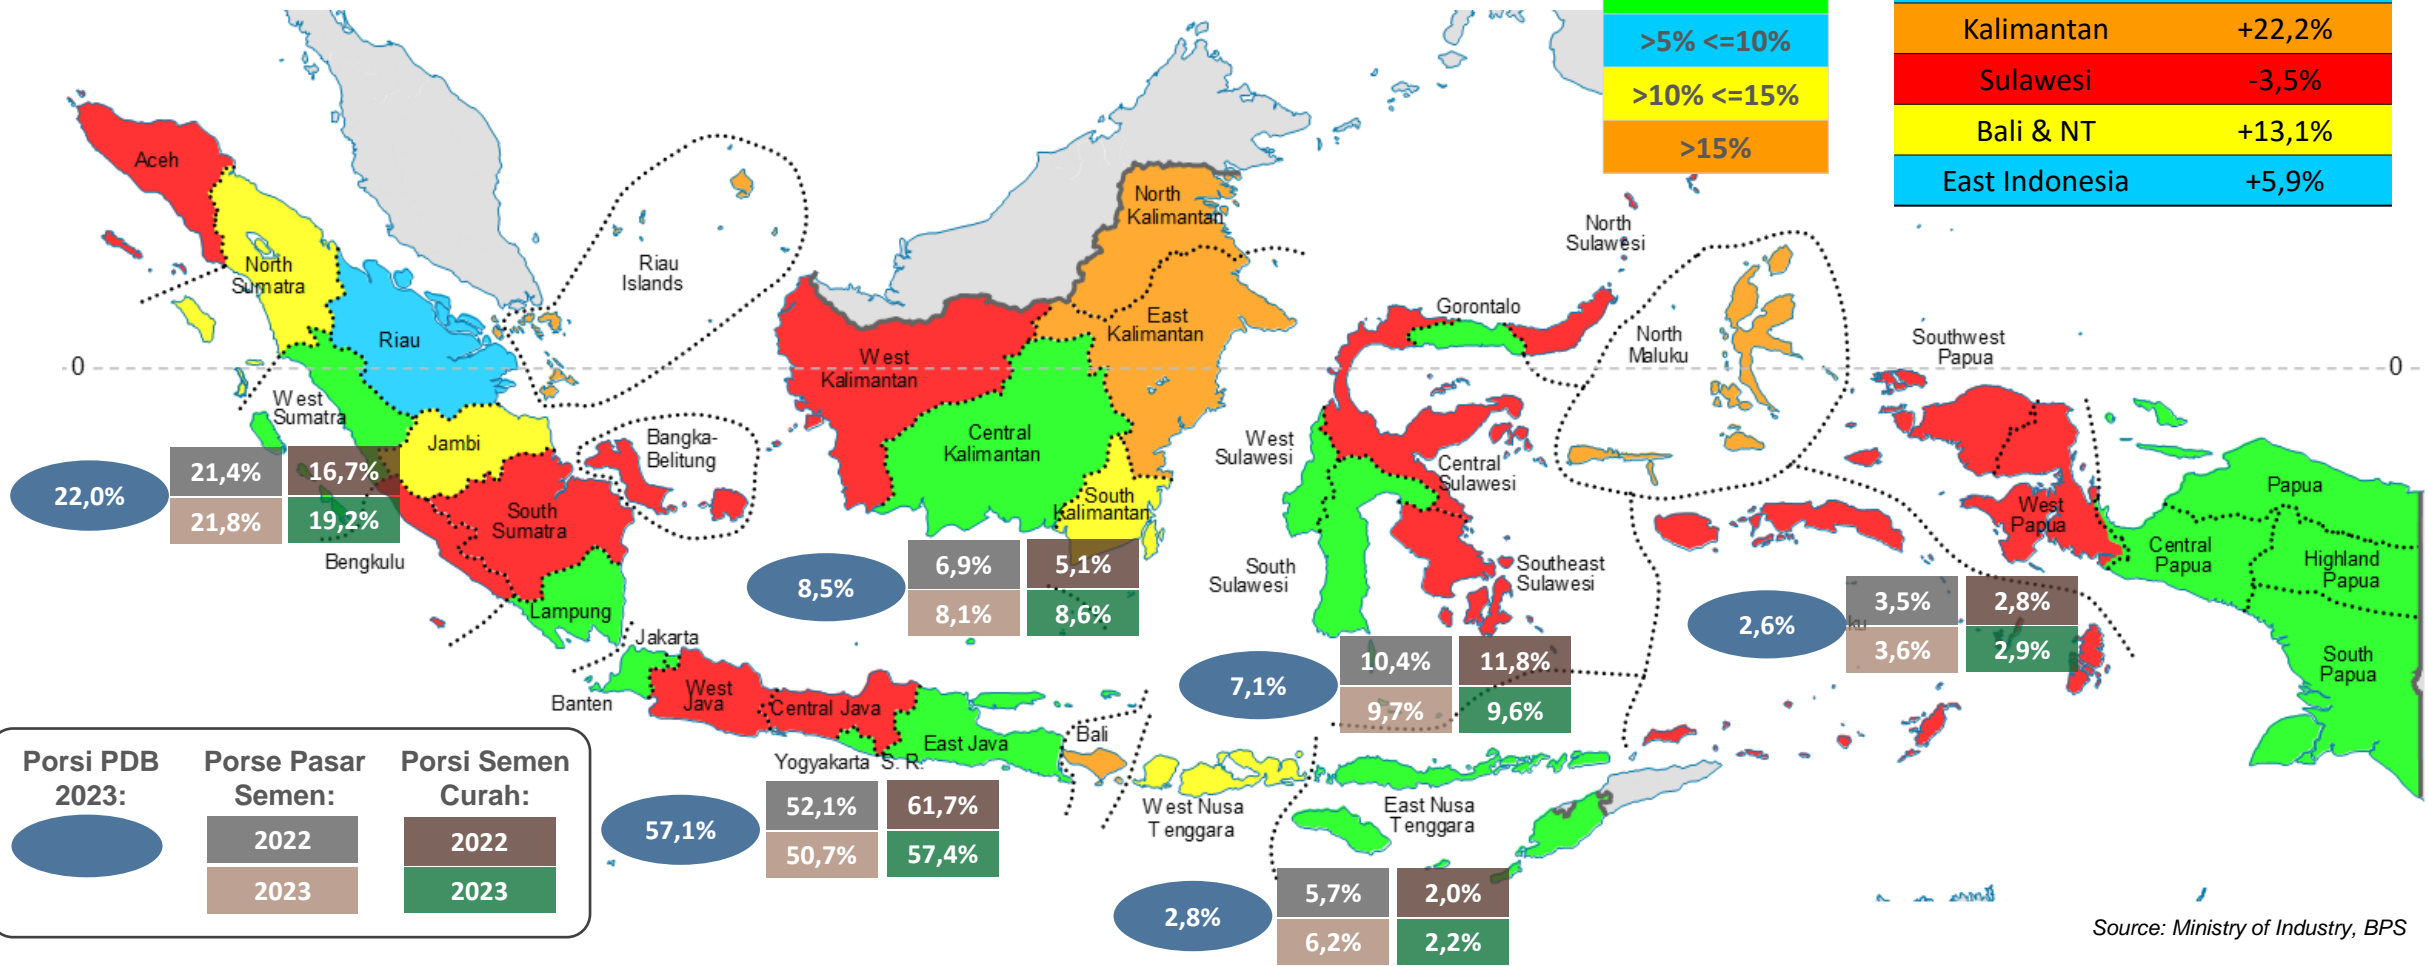 >5% <=10%
>10% <=15%
>15%
Kalimantan +22,2%
Sulawesi -3,5%
Bali & NT +13,1%
East Indonesia +5,9%
Aceh
North
Sumatra
Riau
Riau
Islands
West
Sumatra
Jambi
Bangka-
Belitung
South
Sumatra
Bengkulu
Lampung
0
0
North
Kalimantan
East
Kalimantan
West
Kalimantan
Central
Kalimantan
South
Kalimantan
North
Sulawesi
Gorontalo
West
Sulawesi
Central
Sulawesi
South
Sulawesi
Southeast
Sulawesi
North
Maluku
Southwest
Papua
West
Papua
Papua
Central
Papua
Highland
Papua
South
Papua
ku
Jakarta
Banten
West
Java
Central Java
Yogyakarta S. R.
East Java
Bali
West Nusa
Tenggara
East Nusa
Tenggara
22,0%
21,4% 16,7%
21,8% 19,2%
8,5%
6,9% 5,1%
8,1% 8,6%
7,1%
10,4% 11,8%
9,7% 9,6%
2,6%
3,5% 2,8%
3,6% 2,9%
57,1%
52,1% 61,7%
50,7% 57,4%
2,8%
5,7% 2,0%
6,2% 2,2%
Porsi PDB
2023:
Porse Pasar
Semen:
2022
2023
Porsi Semen
Curah:
2022
2023
Source: Ministry of Industry, BPS